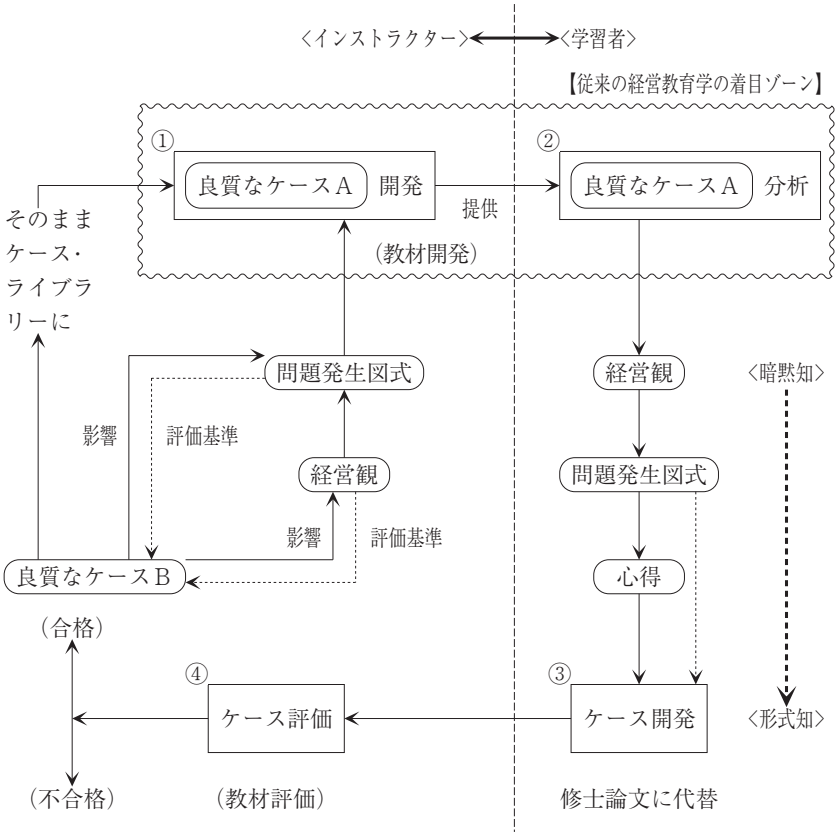 <インストラクター>
<学習者>
【従来の経営教育学の着目ゾーン】
①
良質なケースA 開発
提供
②
良質なケースA 分析
(教材開発)
そのまま
ケース・
ライブラ
リーに
問題発生図式
経営観
<暗黙知>
影響
評価基準
経営観
問題発生図式
影響
評価基準
良質なケースB
心得
(合格)
④
ケース評価
③
ケース開発
<形式知>
(不合格)
(教材評価)
修士論文に代替